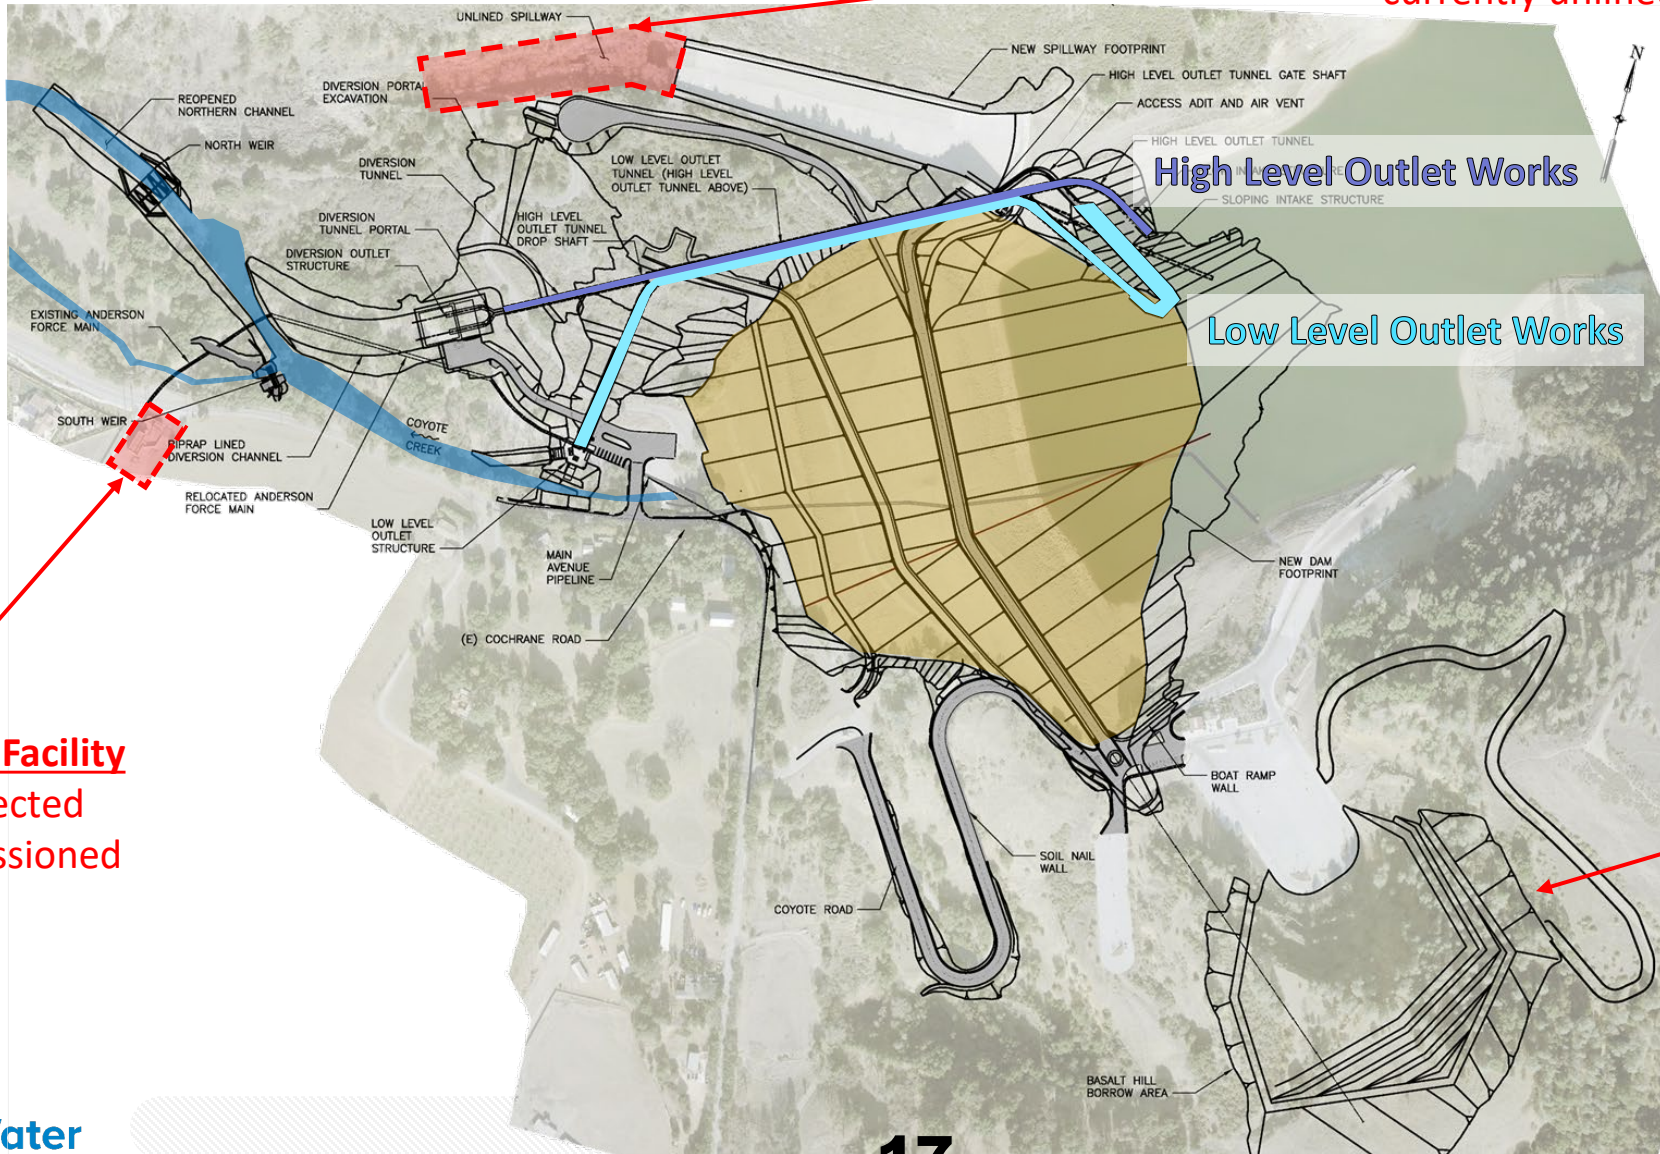 currently unlined
UNLINED SPILLWAY
NEW SPILLWAY FOOTPRINT
HIGH LEVEL OUTLET TUNNEL GATE SHAFT
ACCESS ADIT AND AIR VENT
N
DIVERSION PORTAL
EXCAVATION
REOPENED
NORTHERN CHANNEL
NORTH WEIR
HIGH LEVEL OUTLET TUNNEL
High Level Outlet Works
SLOPING INTAKE STRUCTURE
DIVERSION
TUNNEL
LOW LEVEL OUTLET
TUNNEL (HIGH LEVEL
OUTLET TUNNEL ABOVE)
DIVERSION
TUNNEL PORTAL
HIGH LEVEL
OUTLET TUNNEL
DROP SHAFT
DIVERSION OUTLET
STRUCTURE
EXISTING ANDERSON
FORCE MAIN
Low Level Outlet Works
SOUTH WEIR
RIPRAP LINED
DIVERSION CHANNEL
COYOTE
CREEK
RELOCATED ANDERSON
FORCE MAIN
LOW LEVEL
OUTLET
STRUCTURE
MAIN
AVENUE
PIPELINE
NEW DAM
FOOTPRINT
(E) COCHRANE ROAD
Facility
BOAT RAMP
WALL
SOIL NAIL
WALL
COYOTE ROAD
BASALT HILL
BORROW AREA
Water
17